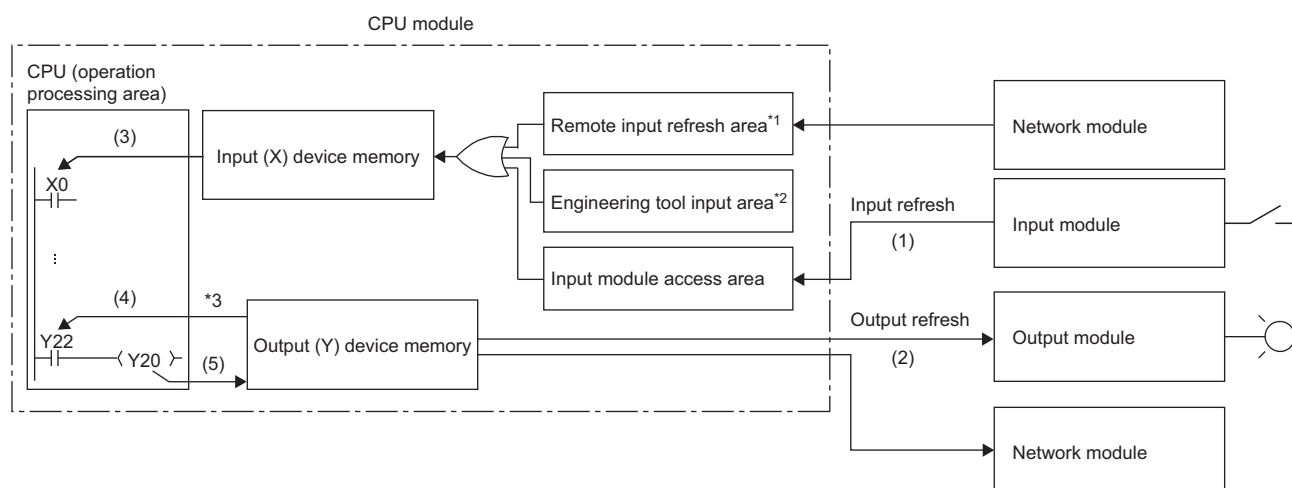 CPU module
CPU (operation
processing area)
(3)
X0
Input (X) device memory
Remote input refresh area*1
Engineering tool input area*2
Input module access area
Network module
Input refresh
(1)
Input module
(4)
*3
Y22
Y20
(5)
Output (Y) device memory
Output refresh
(2)
Output module
Network module